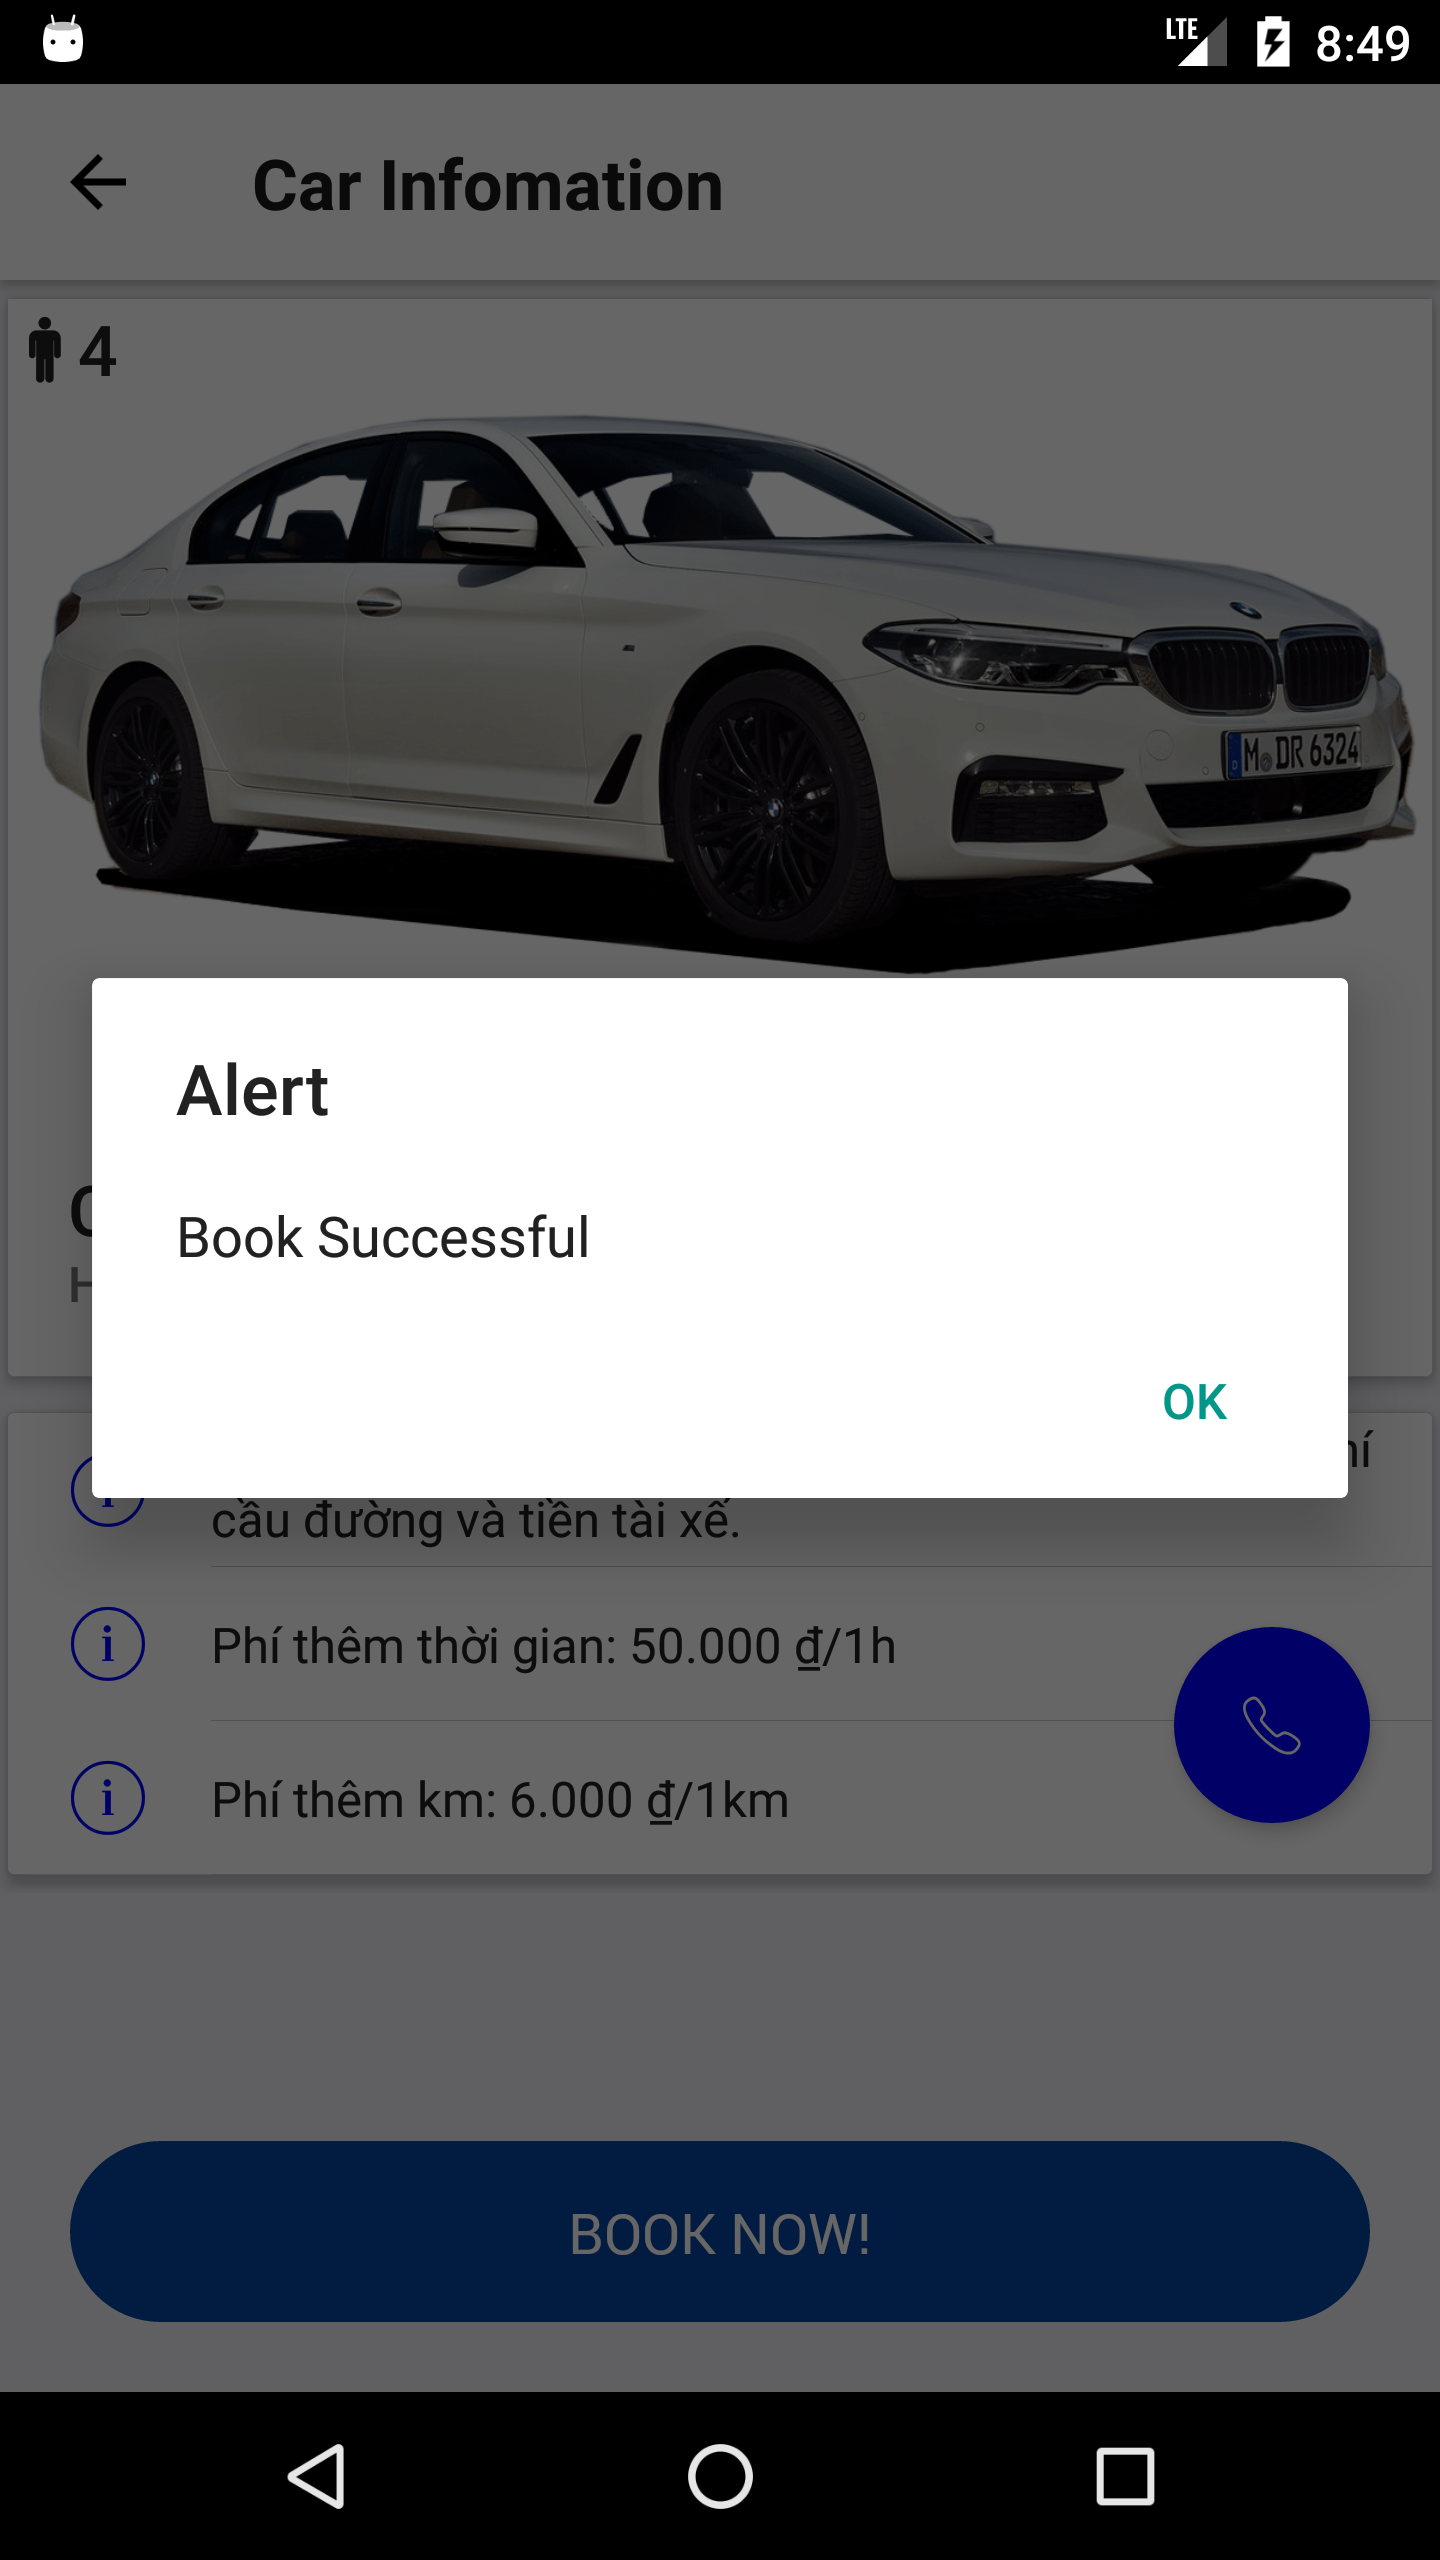 LTE 8:49
Car Infomation
4
M DR 6324
Alert
Book Successful
OK
cầu đường và tiền tài xế.
Phí thêm thời gian: 50.000 ₫/1h
Phí thêm km: 6.000 ₫/1km
BOOK NOW!